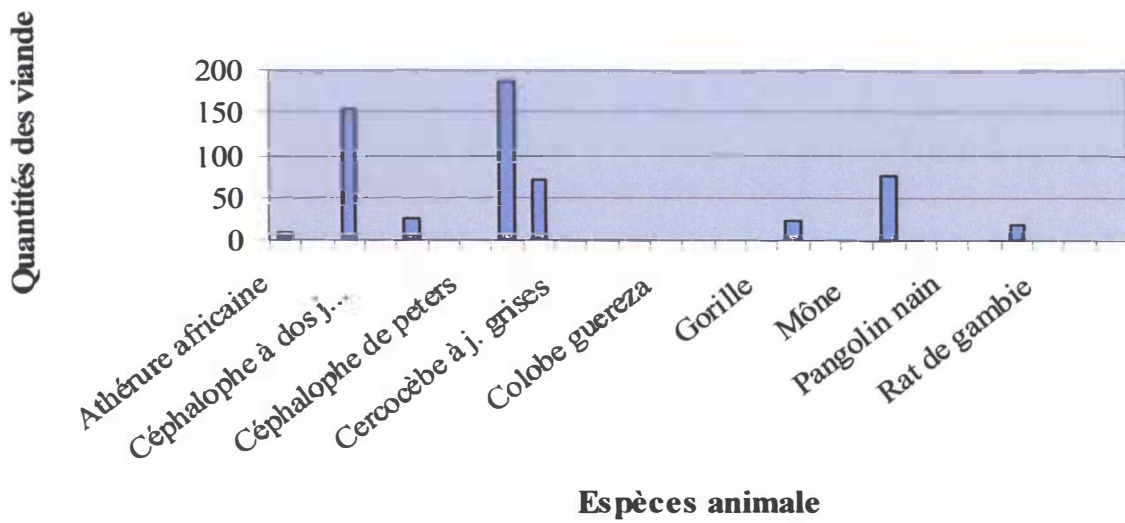 Quantités des viande
200
150
100
50
0
Athérure africaine
Céphalophe à dos j...
Céphalophe de peters
Cercocèbe à j. grises
Colobe guereza
Gorille
Mône
Pangolin nain
Rat de gambie
Espèces animale